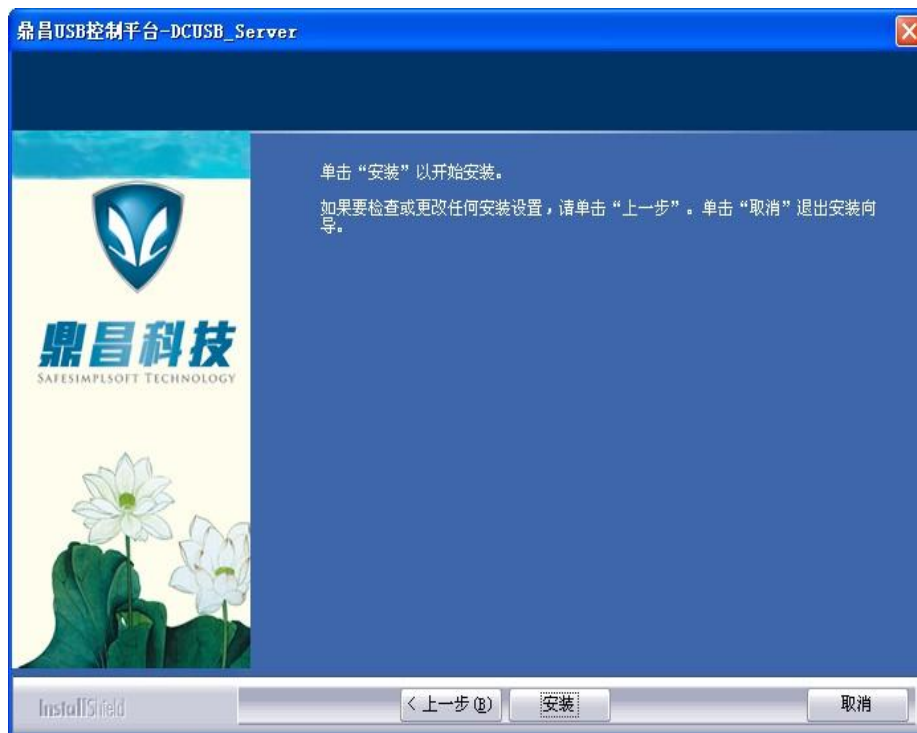 鼎昌USB控制平台-DCUSB_Server
单击“安装”以开始安装。
如果要检查或更改任何安装设置，请单击“上一步”。单击“取消”退出安装向
导。
鼎昌科技
SAFESIMPLSOFT TECHNOLOGY
InstallShield
< 上一步(B)
安装
取消